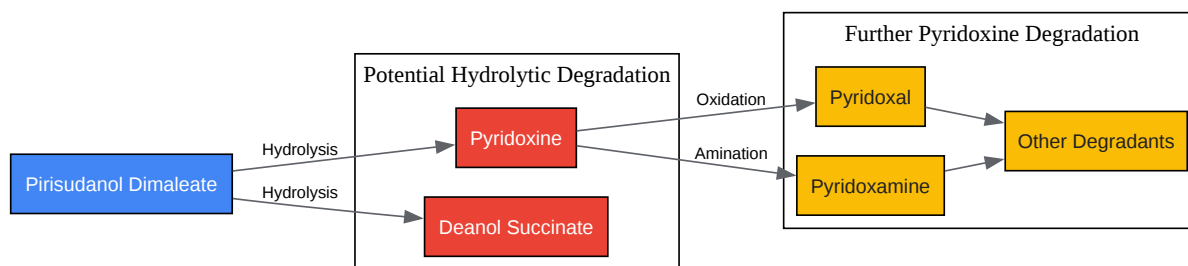 Further Pyridoxine Degradation
Potential Hydrolytic Degradation
Pirisudanol Dimaleate
Hydrolysis
Hydrolysis
Pyridoxine
Deanol Succinate
Oxidation
Amination
Pyridoxal
Pyridoxamine
Other Degradants